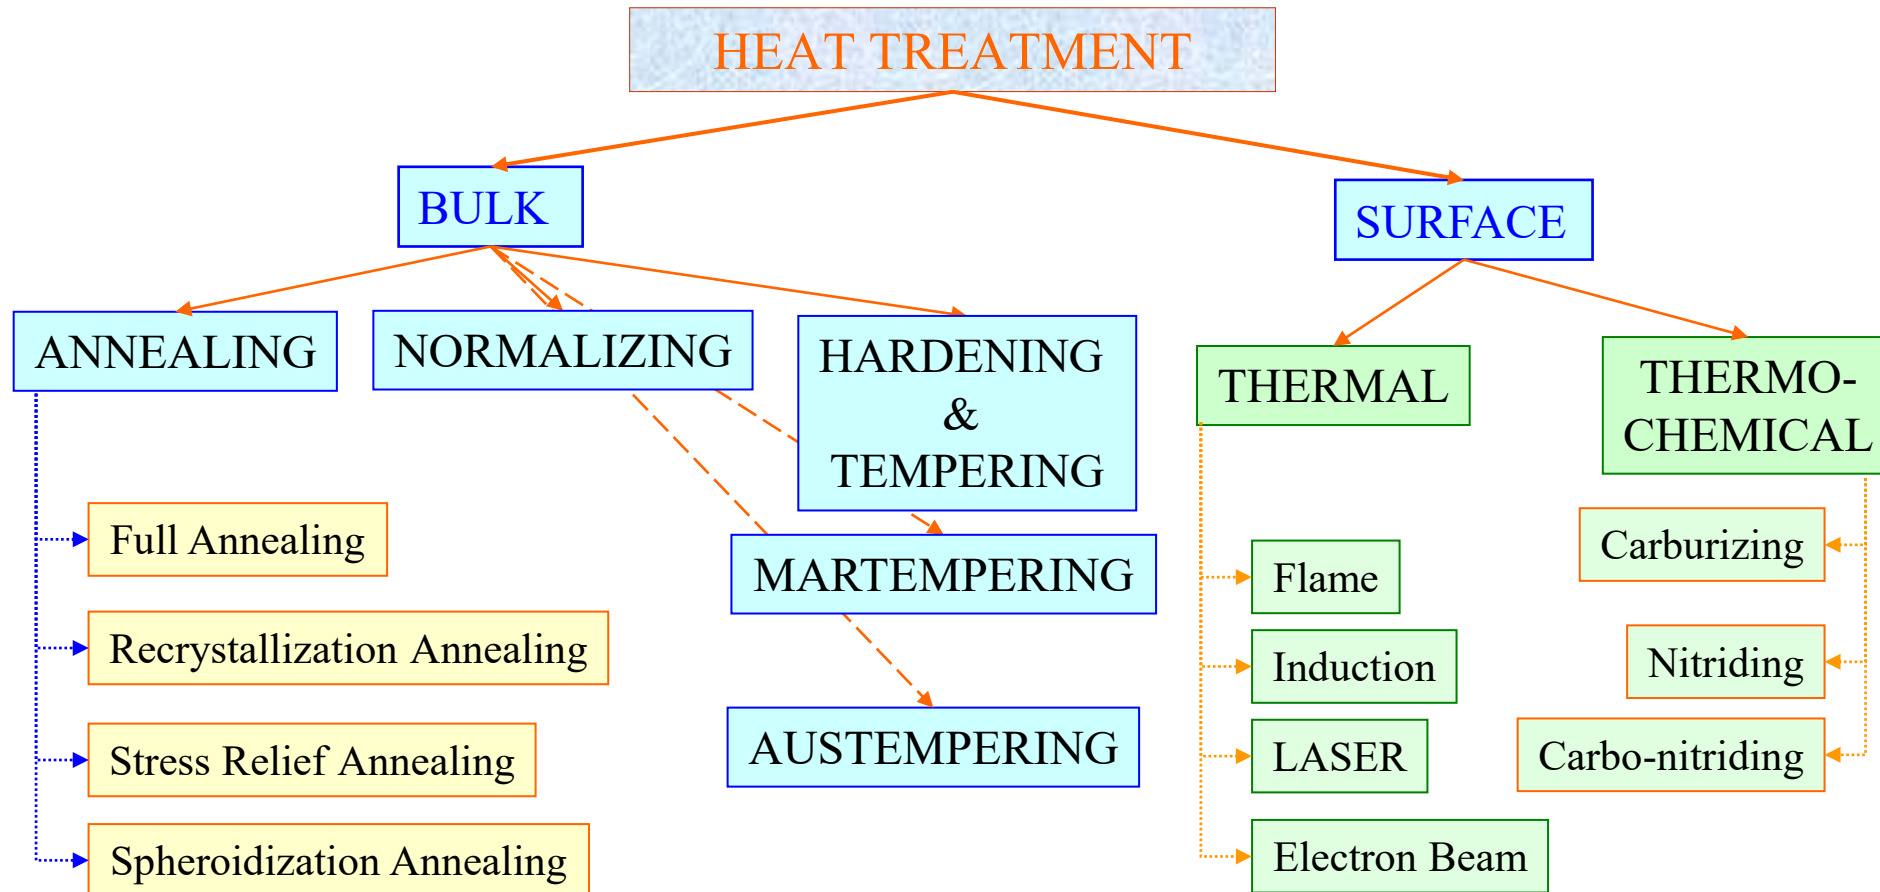 HEAT TREATMENT
BULK
SURFACE
ANNEALING
NORMALIZING
HARDENING
&
TEMPERING
THERMAL
THERMO-
CHEMICAL
Full Annealing
Recrystallization Annealing
Stress Relief Annealing
Spheroidization Annealing
MARTEMPERING
AUSTEMPERING
Flame
Induction
LASER
Electron Beam
Carburizing
Nitriding
Carbo-nitriding